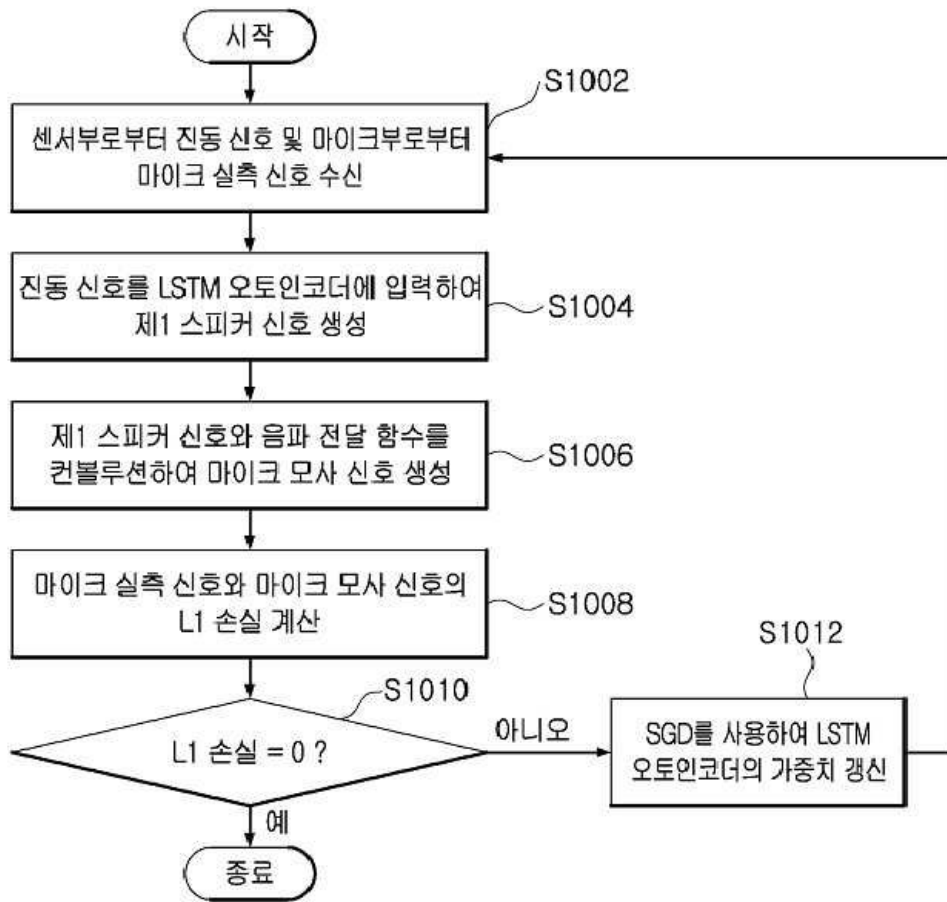 시작
S1002
센서부로부터 진동 신호 및 마이크부로부터
마이크 실측 신호 수신
진동 신호를 LSTM 오토인코더에 입력하여
제1 스피커 신호 생성
S1004
제1 스피커 신호와 음파 전달 함수를
컨볼루션하여 마이크 모사 신호 생성
S1006
마이크 실측 신호와 마이크 모사 신호의
L1 손실 계산
S1008
S1010
L1 손실 = 0 ?
아니오
S1012
SGD를 사용하여 LSTM
오토인코더의 가중치 갱신
예
종료